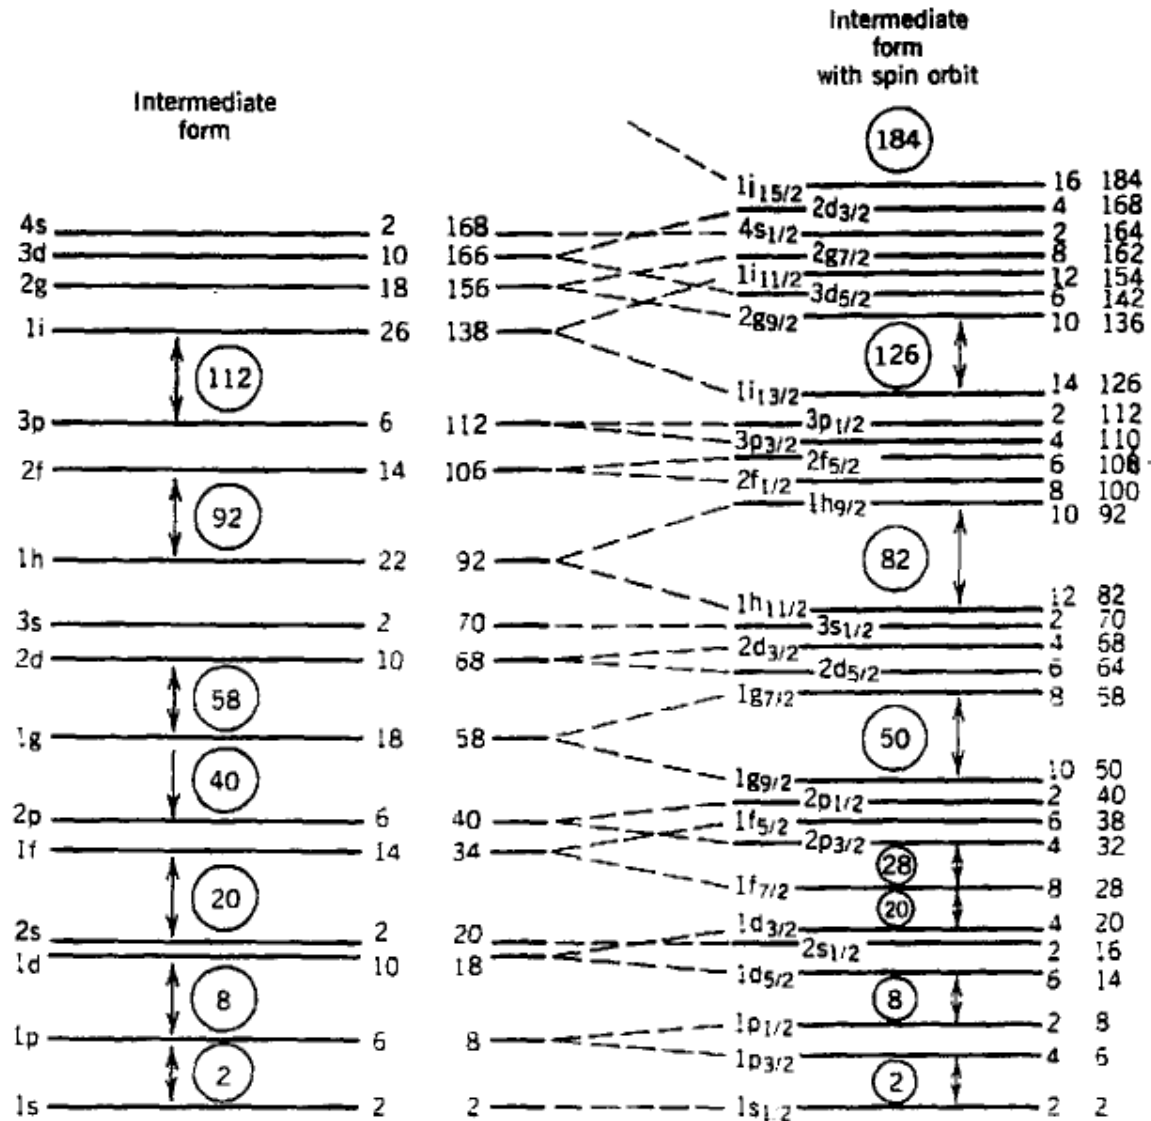 Intermediate
form
4s 2 168
3d 10 166
2g 18 156
1i 26 138
112
3p 6 112
2f 14 106
92
1h 22 92
3s 2 70
2d 10 68
58
1g 18 58
40
2p 6 40
1f 14 34
20
2s 2 20
1d 10 18
8
1p 6 8
2
1s 2 2
Intermediate
form
with spin orbit
184
1i15/2 16 184
2d3/2 4 168
4s1/2 2 164
2g7/2 8 162
1i11/2 12 154
3d5/2 6 142
2g9/2 10 136
126
1i13/2 14 126
3p1/2 2 112
3p3/2 4 110
2f5/2 6
2f1/2 8 100
1h9/2 10 92
82
1h11/2 12 82
3s1/2 2 70
2d3/2 4 68
2d5/2 6 64
1g7/2 8 58
50
1g9/2 10 50
2p1/2 2 40
1f5/2 6 38
2p3/2 4 32
28
1f7/2 8 28
20
1d3/2 4 20
2s1/2 2 16
1d5/2 6 14
8
1p1/2 2 8
1p3/2 4 6
2
1s1/2 2 2